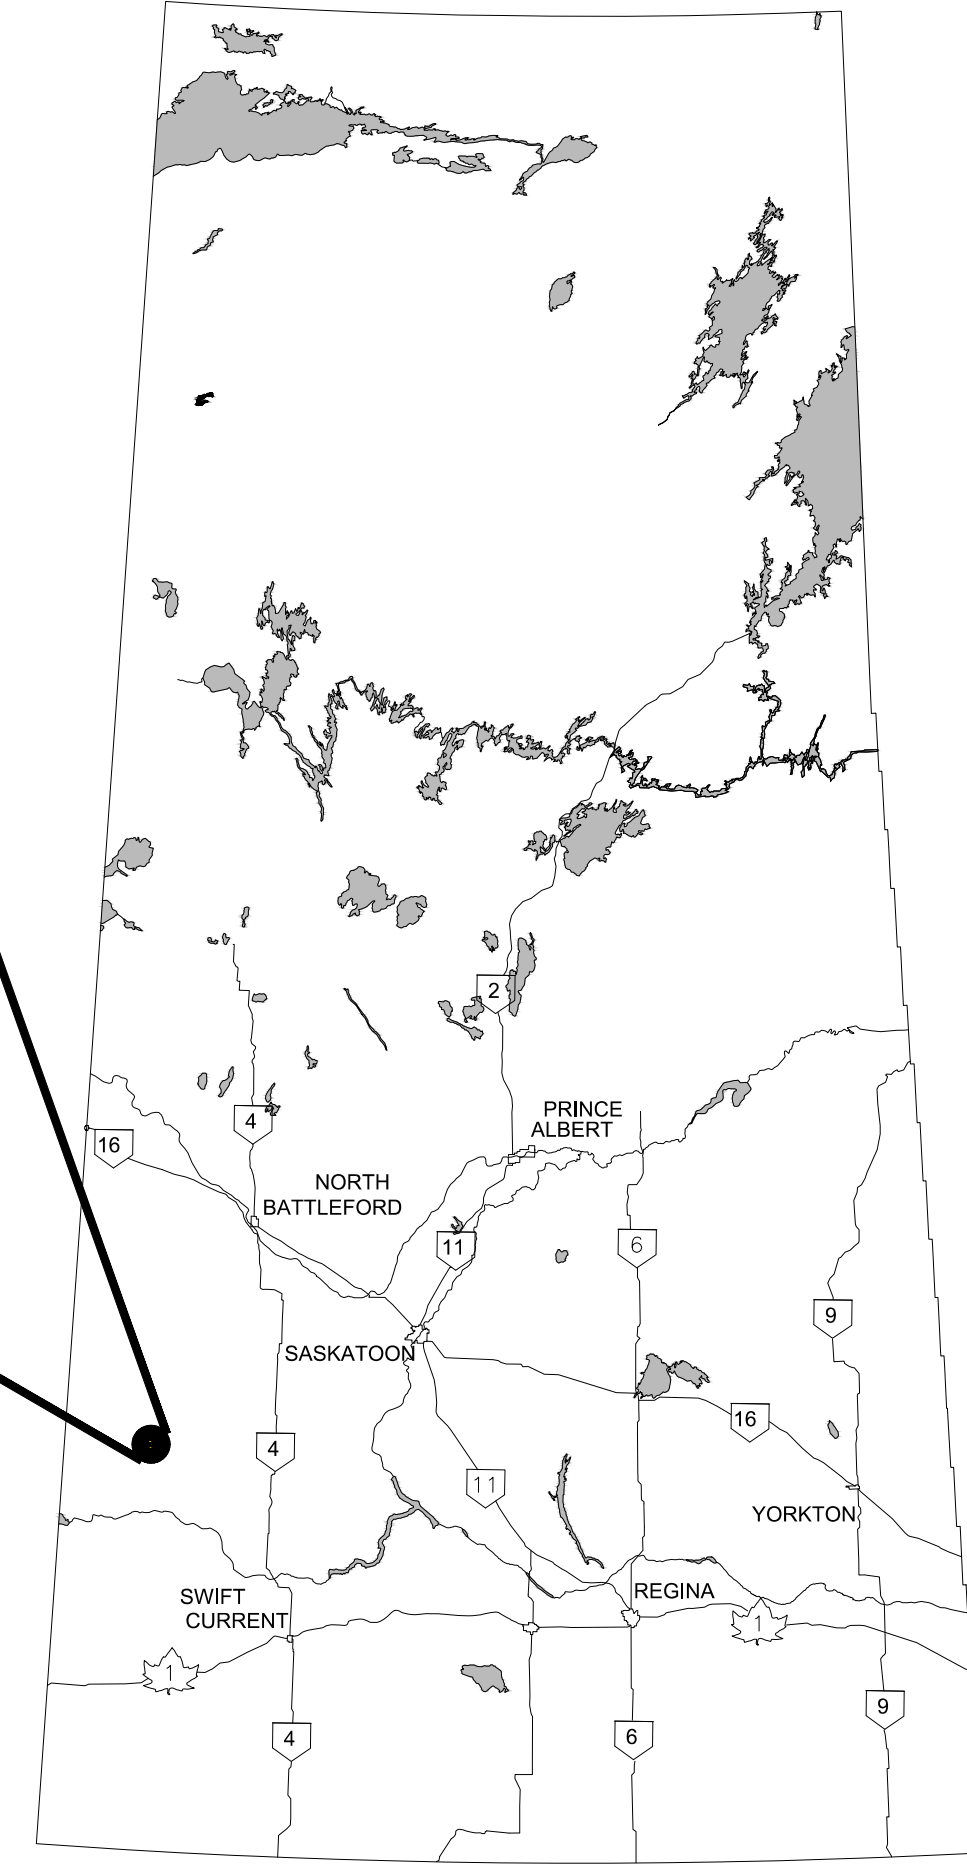 2
PRINCE
ALBERT
4
16
NORTH
BATTLEFORD
11
6
9
SASKATOON
16
4
11
YORKTON
SWIFT
CURRENT
REGINA
1
1
9
4
6